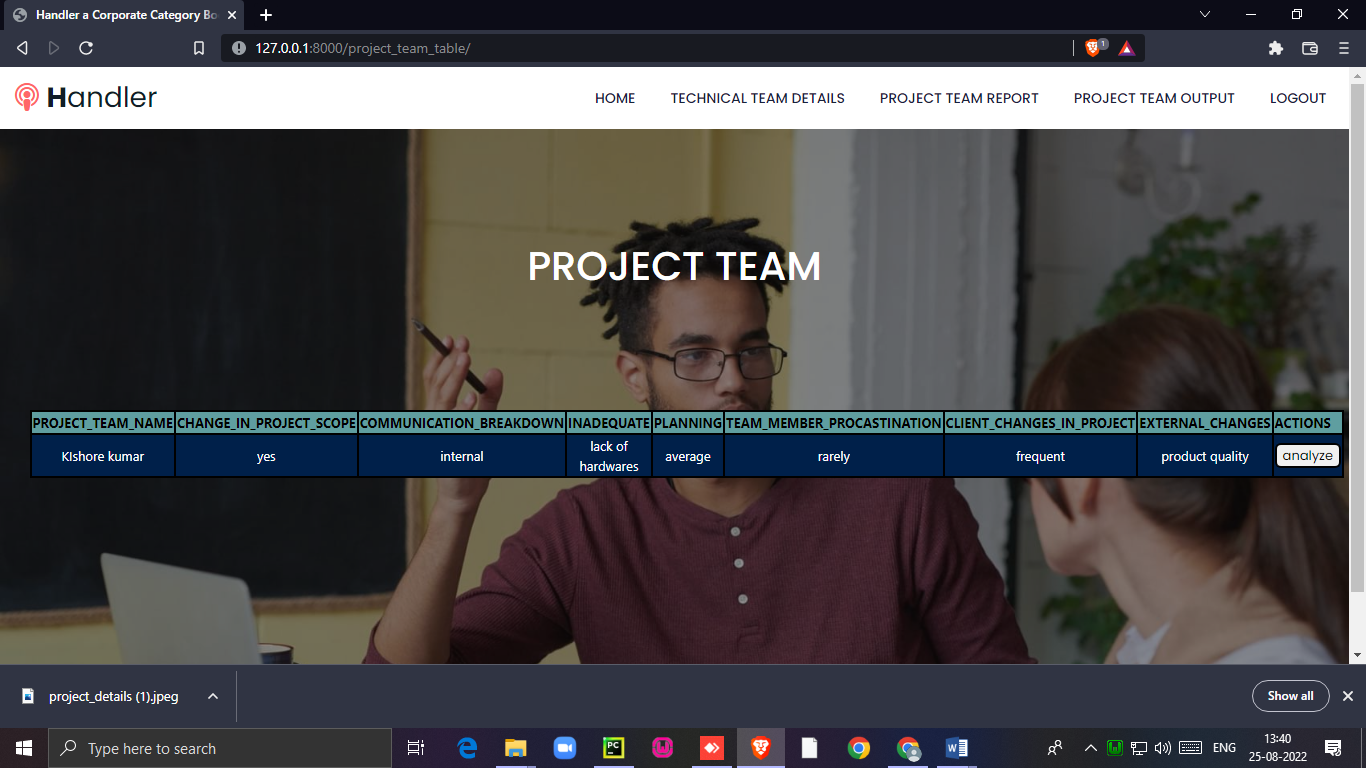 Handler a Corporate Category Bo
127.0.0.1:8000/project_team_table/
1
Handler
HOME
TECHNICAL TEAM DETAILS
PROJECT TEAM REPORT
PROJECT TEAM OUTPUT
LOGOUT
PROJECT TEAM
PROJECT_TEAM_NAME CHANGE_IN_PROJECT_SCOPE COMMUNICATION_BREAKDOWN INADEQUATE PLANNING TEAM_MEMBER_PROCASTINATION CLIENT_CHANGES_IN_PROJECT EXTERNAL_CHANGES ACTIONS
KIshore kumar yes internal lack of hardwares average rarely frequent product quality analyze
project_details (1).jpeg
Show all
Type here to search
PC
ENG
13:40
25-08-2022